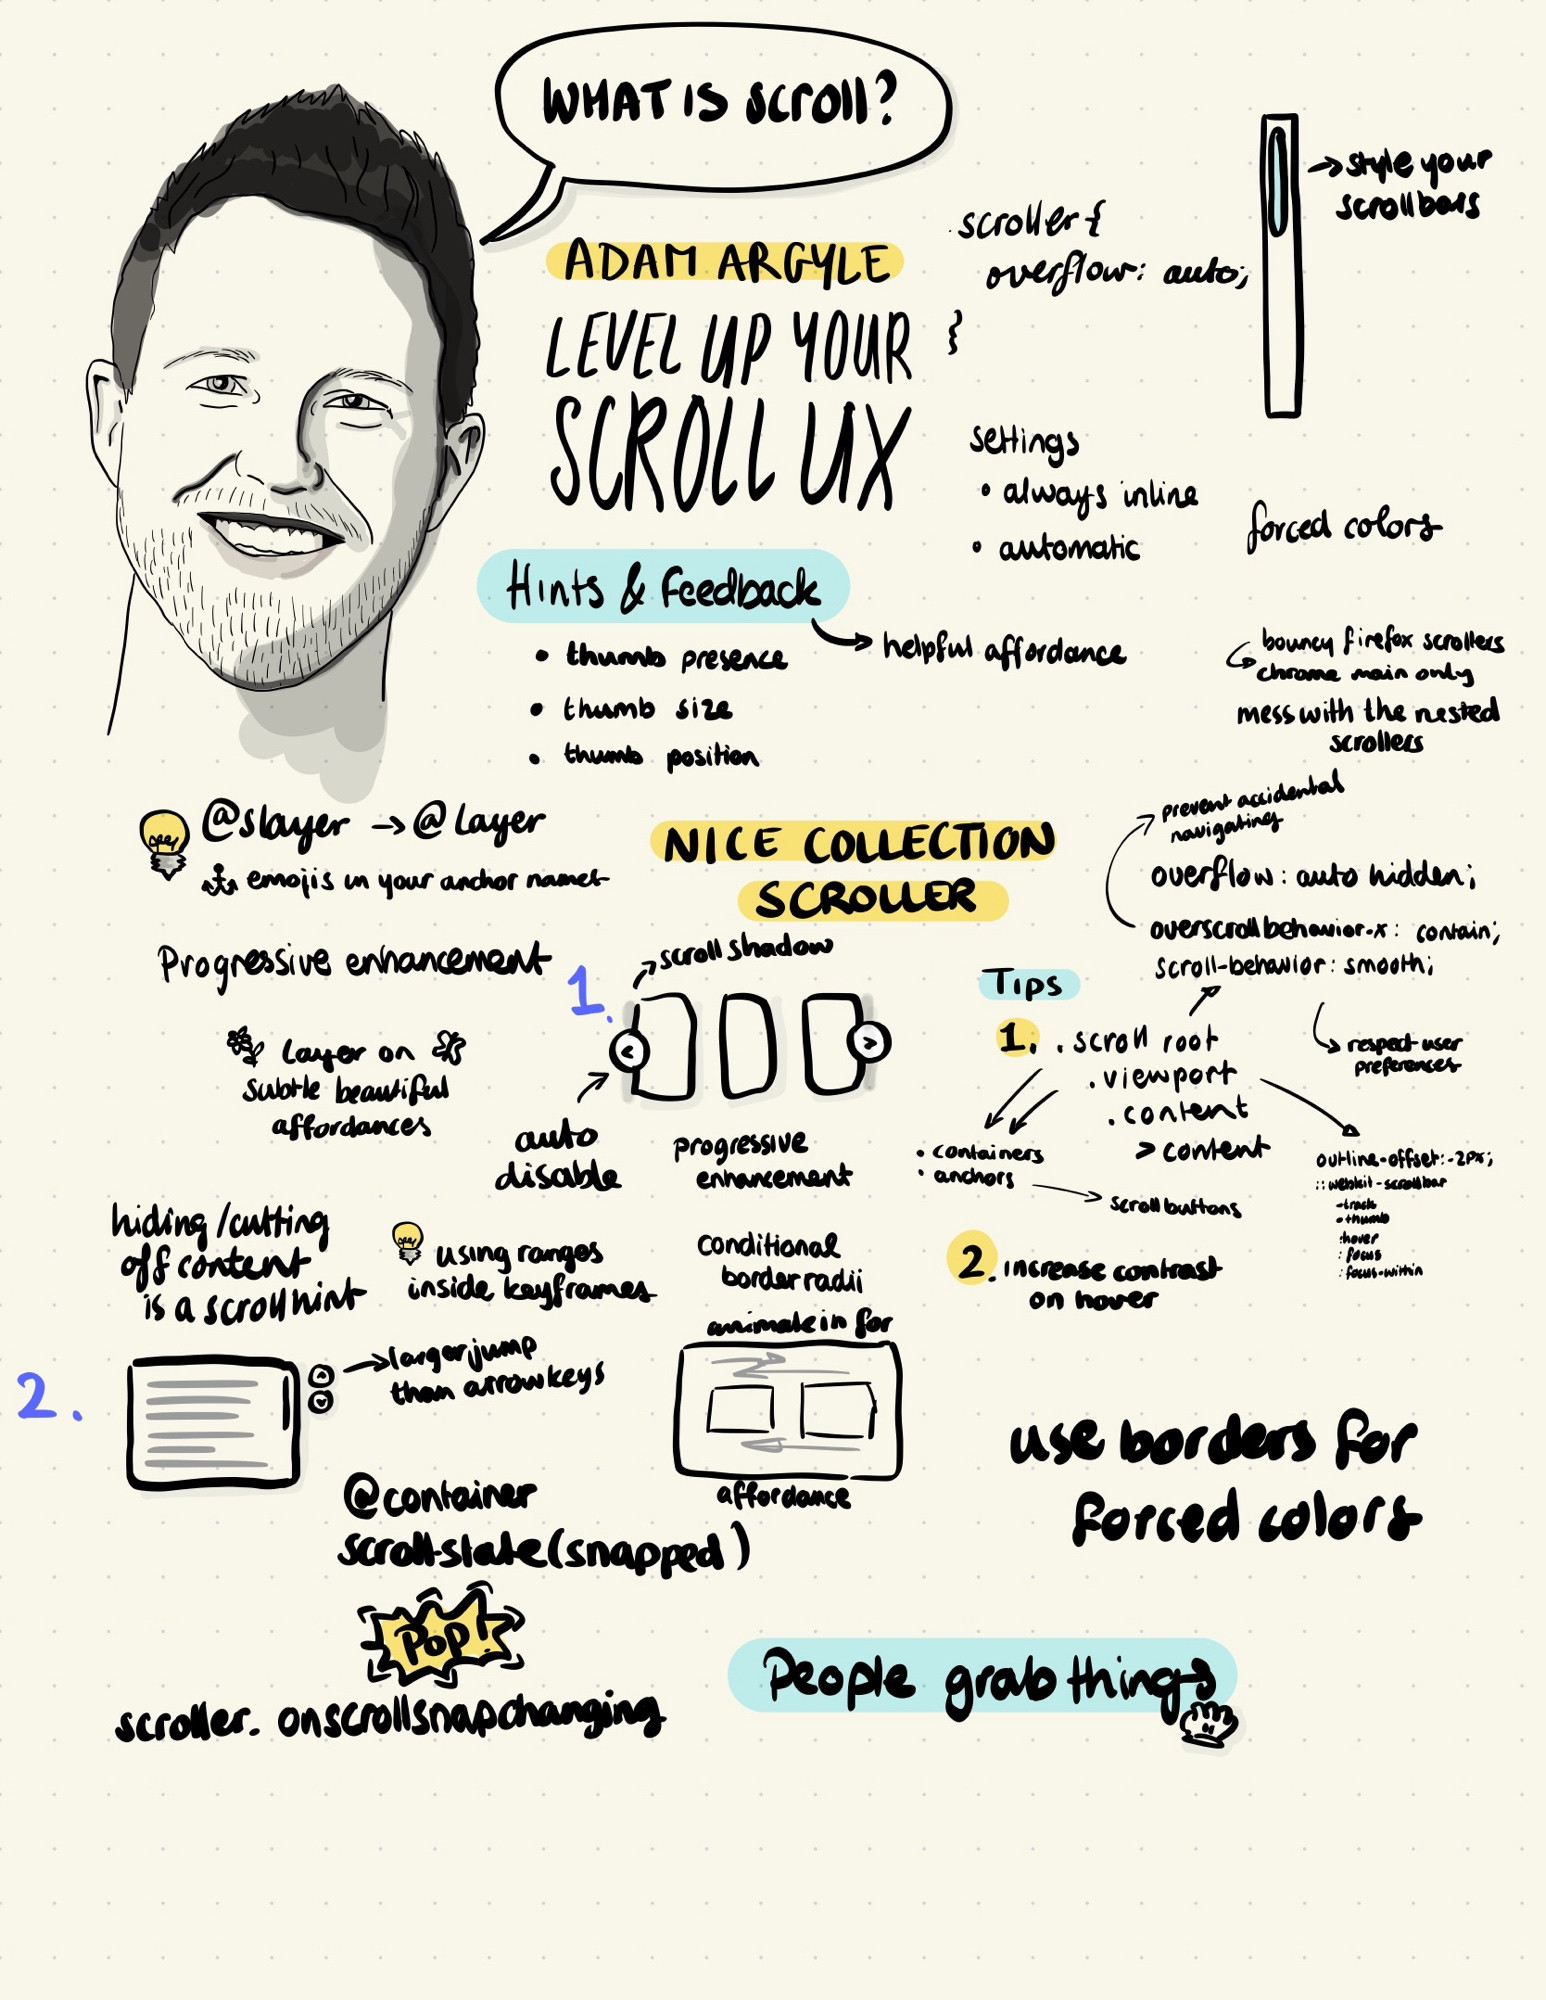 WHAT IS SCROLL?
ADAM ARGYLE
LEVEL UP YOUR
SCROLL UX
scroller {
overflow: auto;
}
→ style your
scrollbars
settings
• always inline
• automatic
forced colors
Hints & Feedback
→ helpful affordance
• thumb presence
• thumb size
• thumb position
bouncy firefox scrollers
chrome main only
mess with the nested
scrollers
@slayer → @layer
⚓ emojis in your anchor names
Progressive enhancement
Layer on
subtle beautiful
affordances
NICE COLLECTION
SCROLLER
1.
scroll shadow
<
>
auto
disable
progressive
enhancement
prevent accidental
navigating
overflow: auto hidden;
overscroll behavior-x: contain;
scroll-behavior: smooth;
respect user
preferences
Tips
1. .scroll root
.viewport
.content
> content
• containers
• anchors
→ scroll buttons
outline-offset:-2px;
::webkit-scrollbar
-track
-thumb
:hover
:focus
:focus-within
2. increase contrast
on hover
hiding/cutting
off content
is a scroll hint
using ranges
inside keyframes
conditional
border radii
animate in for
affordance
2.
→ larger jump
than arrow keys
@container
scroll-state(snapped)
POP!
scroller. onscrollsnapchanging
use borders for
forced colors
People grab things